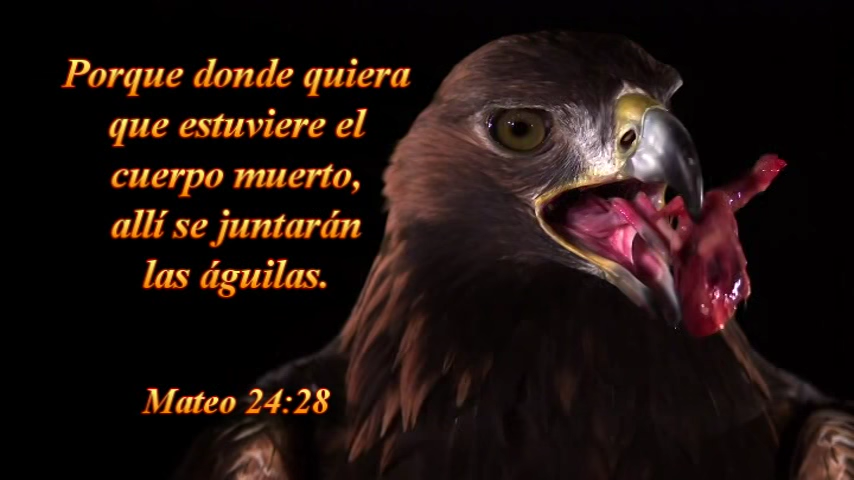 Porque donde quiera
que estuviere el
cuerpo muerto,
allí se juntarán
las águilas.
Mateo 24:28